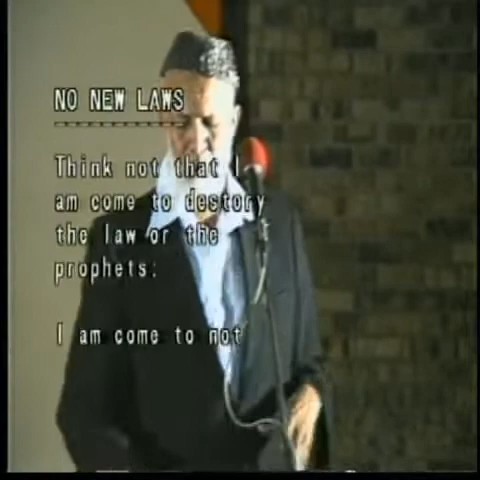 NO NEW LAWS
Think not that I
am come to destory
the law or the
prophets:
I am come to not